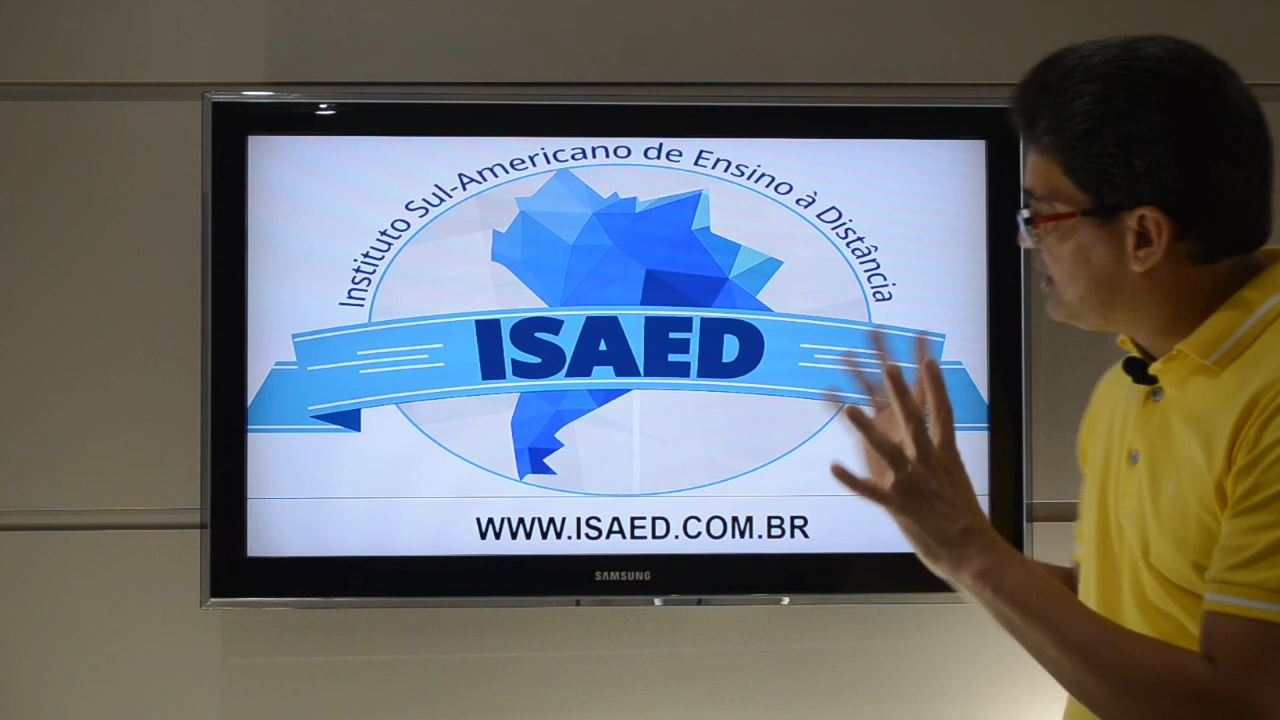 Instituto Sul-Americano de Ensino à Distância
ISAED
WWW.ISAED.COM.BR
SAMSUNG